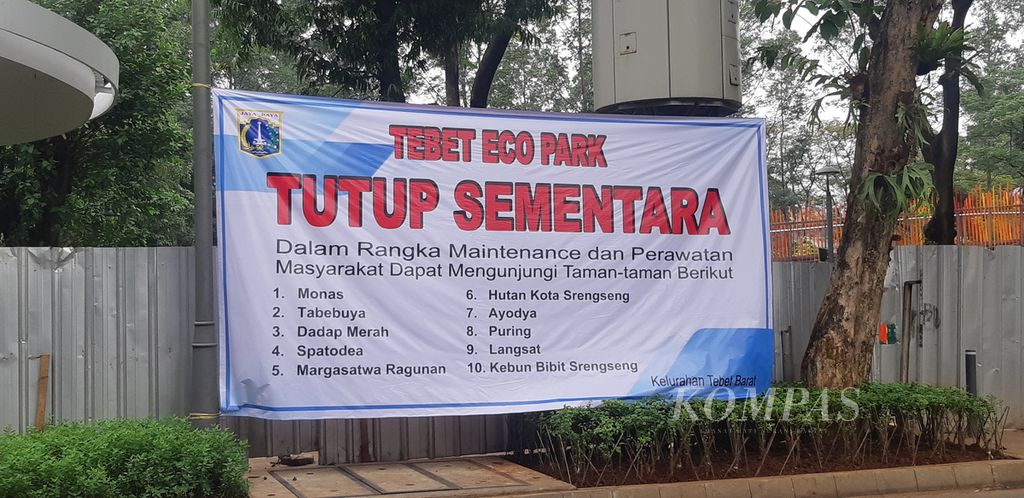 JAYA RAYA
TEBET ECO PARK
TUTUP SEMENTARA
Dalam Rangka Maintenance dan Perawatan
Masyarakat Dapat Mengunjungi Taman-taman Berikut
1. Monas
2. Tabebuya
3. Dadap Merah
4. Spatodea
5. Margasatwa Ragunan
6. Hutan Kota Srengseng
7. Ayodya
8. Puring
9. Langsat
10. Kebun Bibit Srengseng
Kelurahan Tebet Barat
KOMPAS